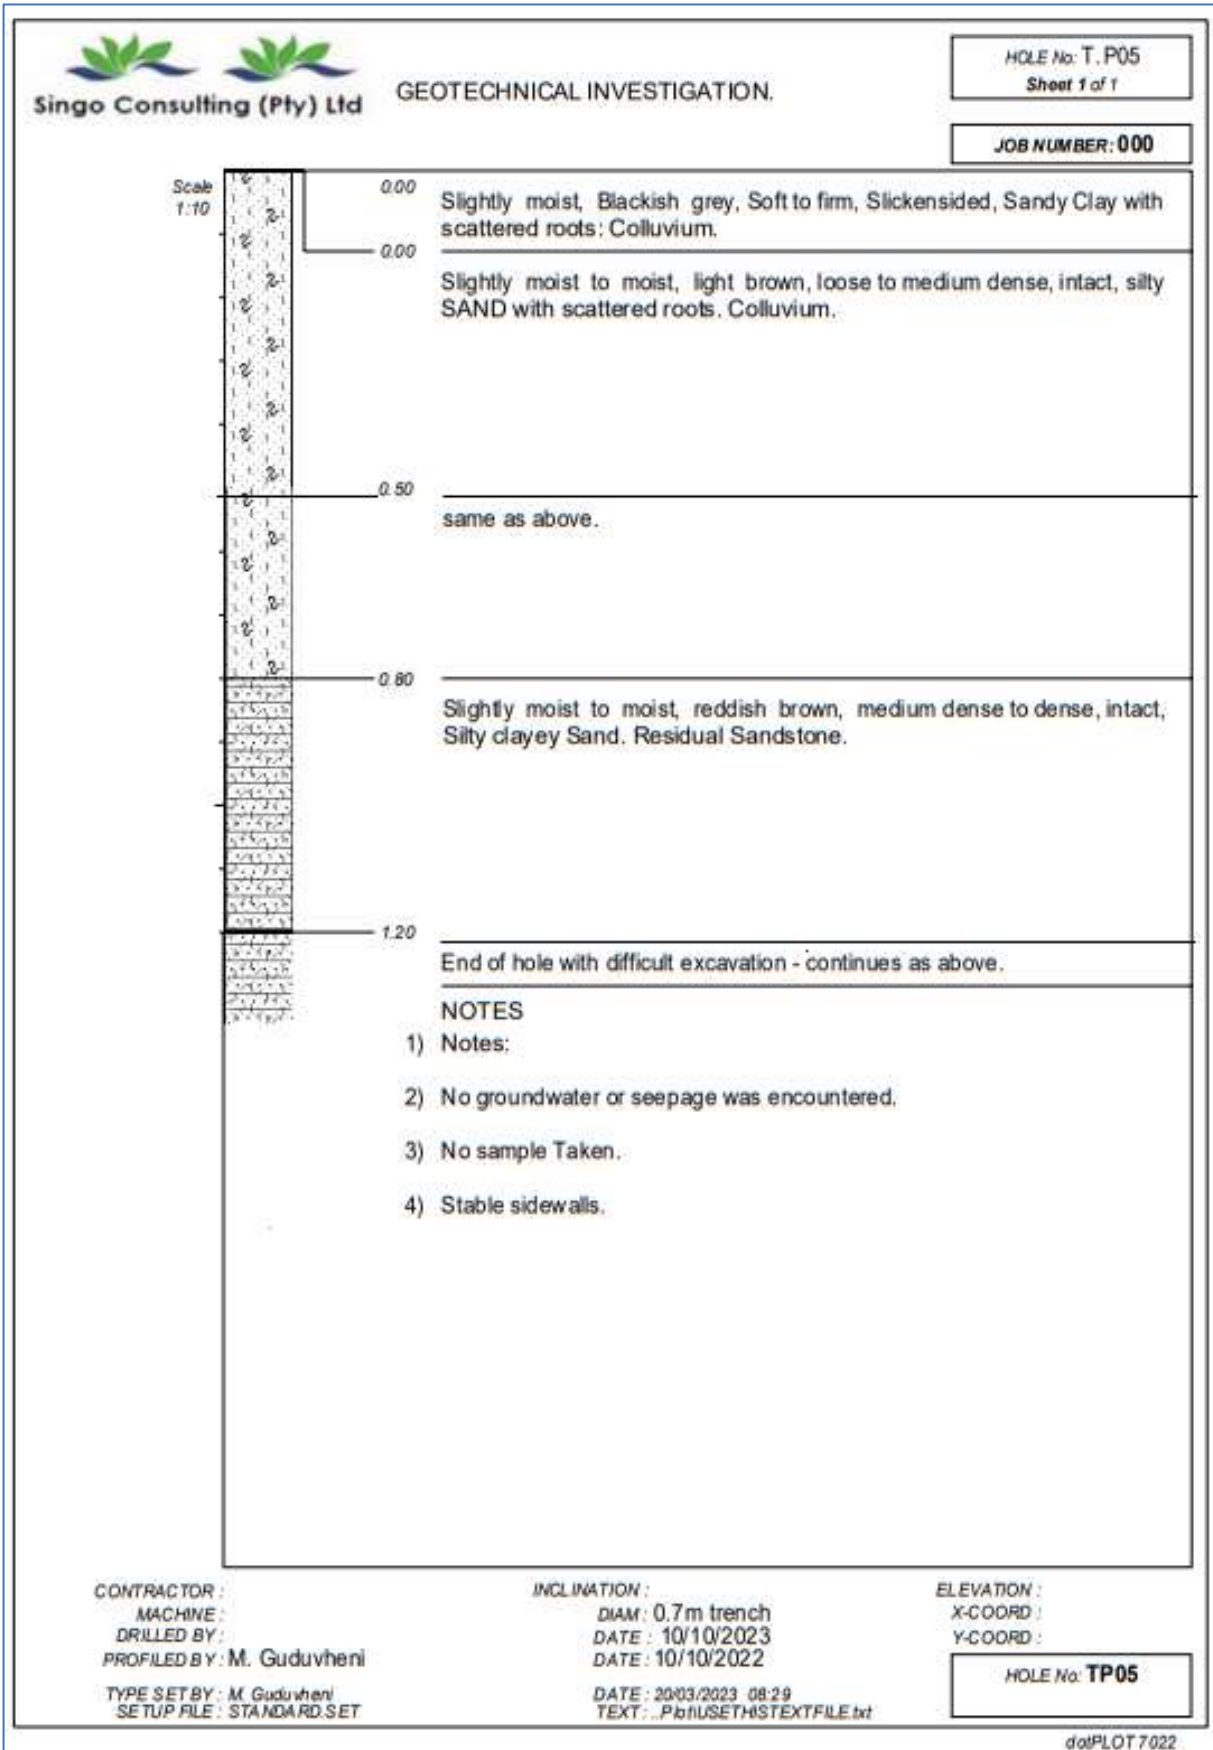 Singo Consulting (Pty) Ltd
GEOTECHNICAL INVESTIGATION.
HOLE No: T.P05
Sheet 1 of 1
JOB NUMBER: 000
Scale
1:10
0.00
Slightly moist, Blackish grey, Soft to firm, Slickensided, Sandy Clay with
scattered roots: Colluvium.
0.00
Slightly moist to moist, light brown, loose to medium dense, intact, silty
SAND with scattered roots. Colluvium.
0.50
same as above.
0.80
Slightly moist to moist, reddish brown, medium dense to dense, intact,
Silty clayey Sand. Residual Sandstone.
1.20
End of hole with difficult excavation - continues as above.
NOTES
1) Notes:
2) No groundwater or seepage was encountered.
3) No sample Taken.
4) Stable sidewalls.
CONTRACTOR :
MACHINE :
DRILLED BY :
PROFILED BY : M. Guduvheni
TYPE SET BY : M. Guduvheni
SETUP FILE : STANDARD.SET
INCLINATION :
DIAM : 0.7m trench
DATE : 10/10/2023
DATE : 10/10/2022
DATE : 20/03/2023 08:29
TEXT : ..Plot\USETHISTEXTFILE.txt
ELEVATION :
X-COORD :
Y-COORD :
HOLE No: TP05
dotPLOT 7022